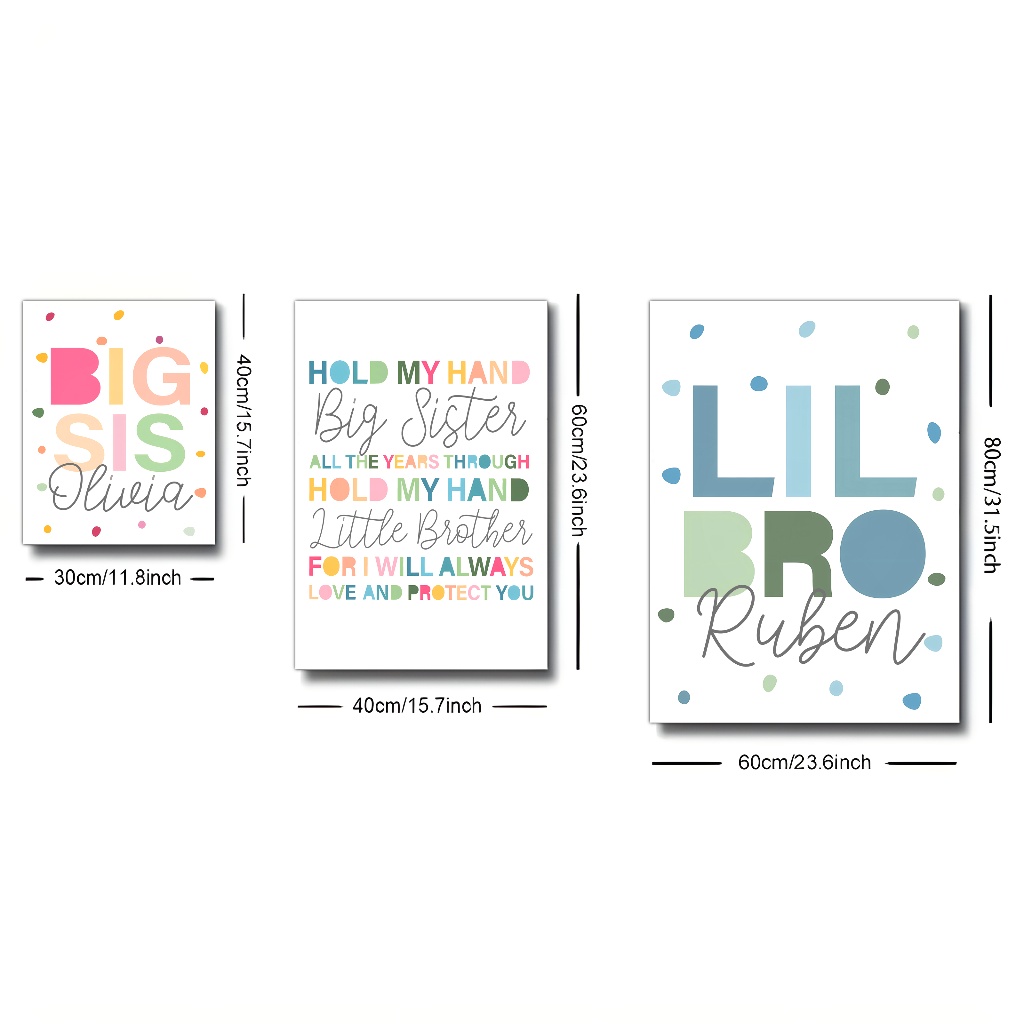 BIG
SIS
Olivia
40cm/15.7inch
30cm/11.8inch
HOLD MY HAND
Big Sister
ALL THE YEARS THROUGH
HOLD MY HAND
Little Brother
FOR I WILL ALWAYS
LOVE AND PROTECT YOU
60cm/23.6inch
40cm/15.7inch
LIL
BRO
Ruben
80cm/31.5inch
60cm/23.6inch